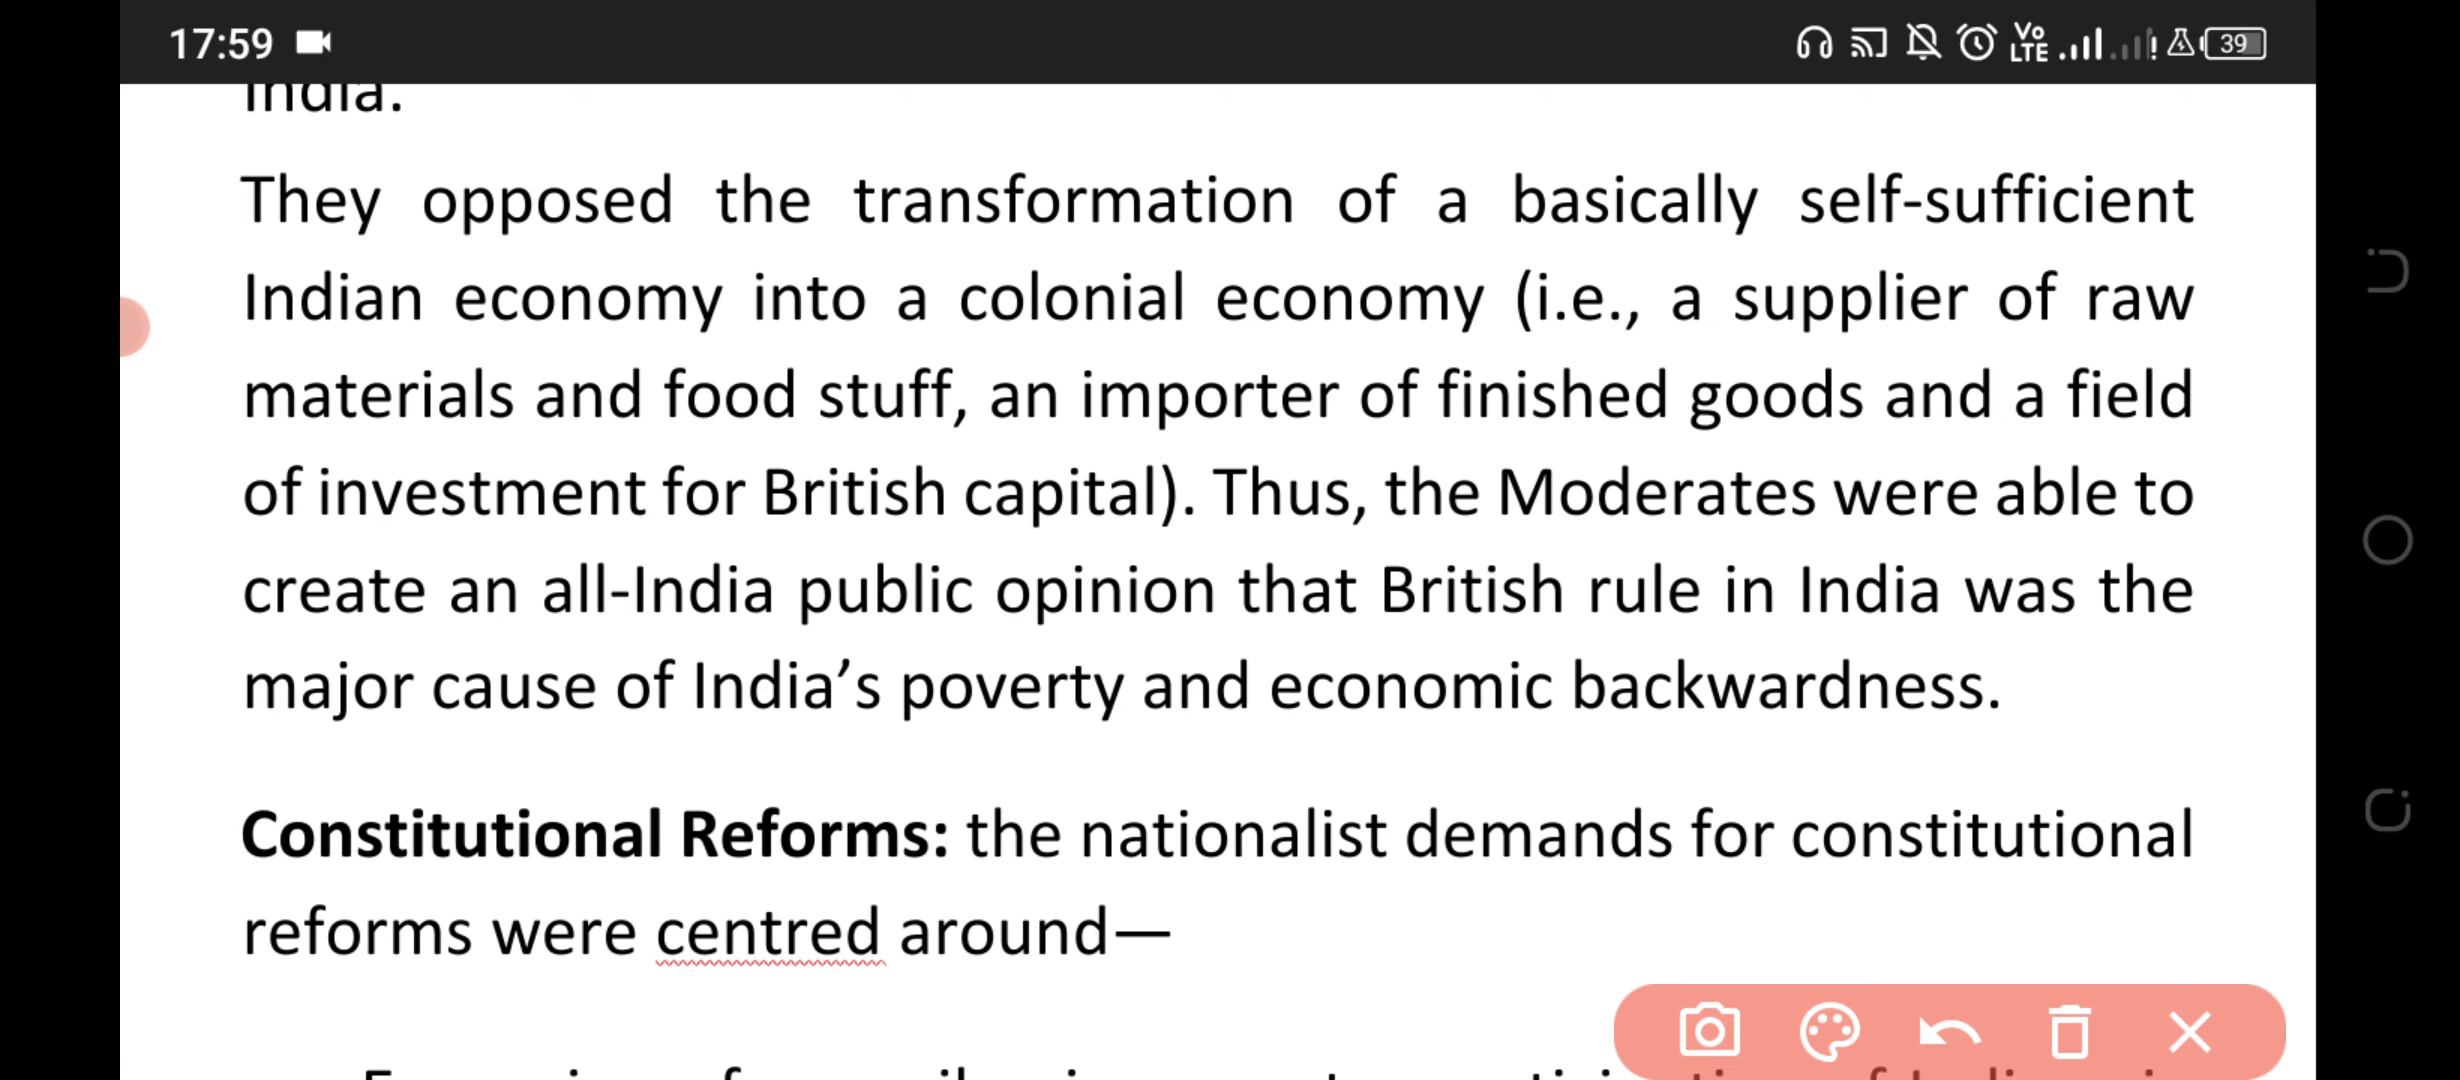 17:59
Vo LTE 39
India.
They opposed the transformation of a basically self-sufficient
Indian economy into a colonial economy (i.e., a supplier of raw
materials and food stuff, an importer of finished goods and a field
of investment for British capital). Thus, the Moderates were able to
create an all-India public opinion that British rule in India was the
major cause of India’s poverty and economic backwardness.
Constitutional Reforms: the nationalist demands for constitutional
reforms were centred around—